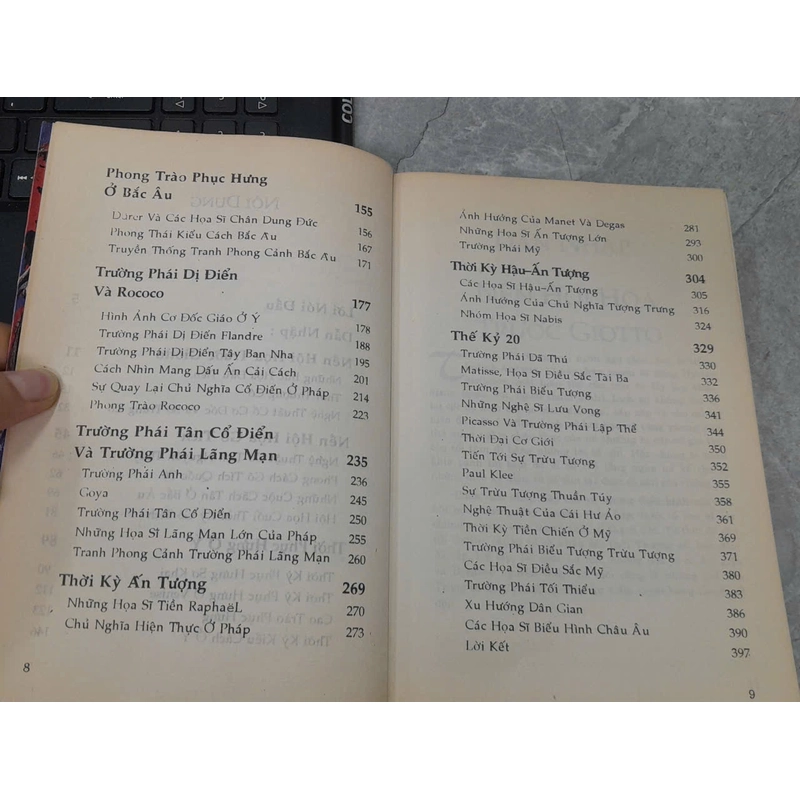 COL
Phong Trào Phục Hưng
Ở Bắc Âu 155
Durer Và Các Họa Sĩ Chân Dung Đức 156
Phong Thái Kiểu Cách Bắc Âu 167
Truyền Thống Tranh Phong Cảnh Bắc Âu 171
Trường Phái Dị Điển
Và Rococo 177
Hình Ảnh Cơ Đốc Giáo Ở Ý 178
Trường Phái Dị Điển Flandre 188
Trường Phái Dị Điển Tây Ban Nha 195
Cách Nhìn Mang Dấu Ấn Cải Cách 201
Sự Quay Lại Chủ Nghĩa Cổ Điển Ở Pháp 214
Phong Trào Rococo 223
Trường Phái Tân Cổ Điển
Và Trường Phái Lãng Mạn 235
Trường Phái Anh 236
Goya 245
Trường Phái Tân Cổ Điển 250
Những Họa Sĩ Lãng Mạn Lớn Của Pháp 255
Tranh Phong Cảnh Trường Phái Lãng Mạn 260
Thời Kỳ Ấn Tượng 269
Những Họa Sĩ Tiền Raphaël 270
Chủ Nghĩa Hiện Thực Ở Pháp 273
8
Ảnh Hưởng Của Manet Và Degas 281
Những Họa Sĩ Ấn Tượng Lớn 293
Trường Phái Mỹ 300
Thời Kỳ Hậu-Ấn Tượng 304
Các Họa Sĩ Hậu-Ấn Tượng 305
Ảnh Hưởng Của Chủ Nghĩa Tượng Trưng 316
Nhóm Họa Sĩ Nabis 324
Thế Kỷ 20 329
Trường Phái Dã Thú 330
Matisse, Họa Sĩ Điều Sắc Tài Ba 332
Trường Phái Biểu Tượng 336
Những Nghệ Sĩ Lưu Vong 341
Picasso Và Trường Phái Lập Thể 344
Thời Đại Cơ Giới 350
Tiến Tới Sự Trừu Tượng 352
Paul Klee 355
Sự Trừu Tượng Thuần Túy 358
Nghệ Thuật Của Cái Hư Ảo 361
Thời Kỳ Tiền Chiến Ở Mỹ 369
Trường Phái Biểu Tượng Trừu Tượng 371
Các Họa Sĩ Điều Sắc Mỹ 380
Trường Phái Tối Thiểu 383
Xu Hướng Dân Gian 386
Các Họa Sĩ Biểu Hình Châu Âu 390
Lời Kết 397
9